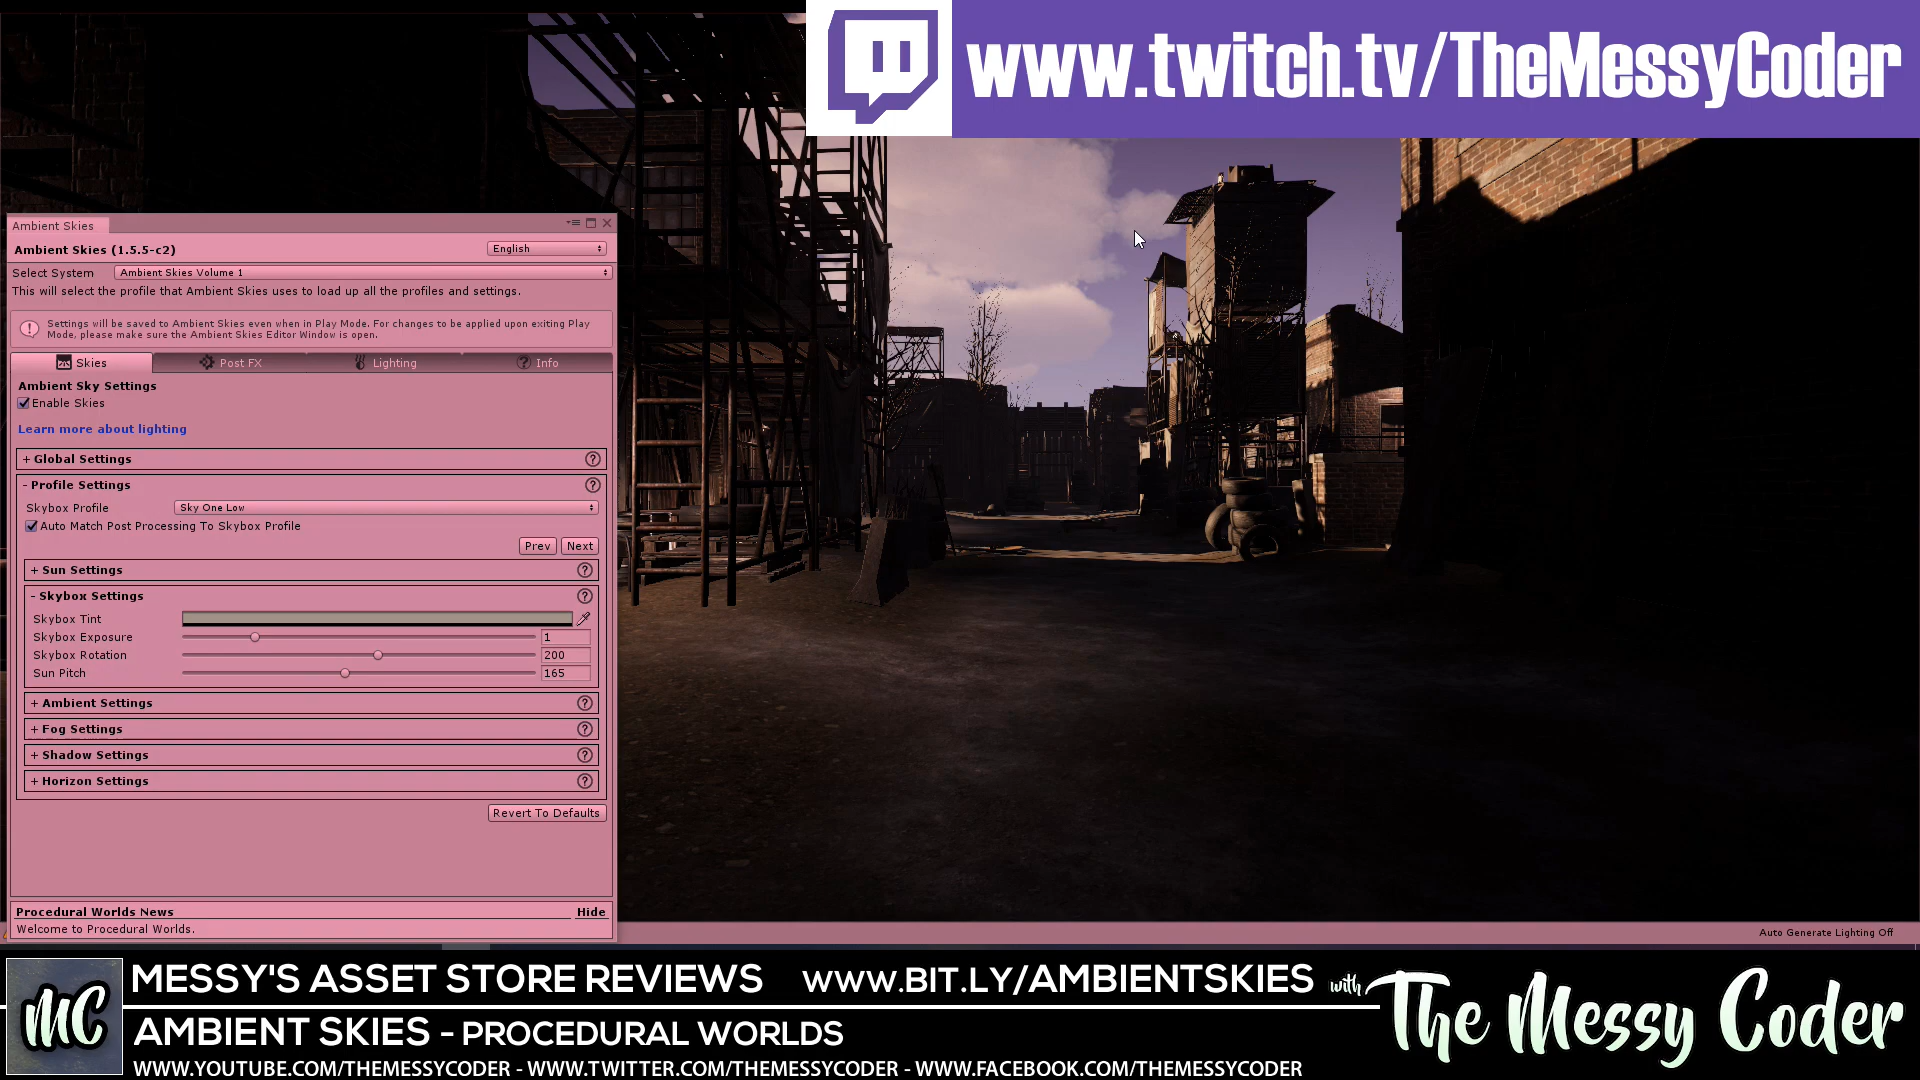 www.twitch.tv/TheMessyCoder
Ambient Skies
Ambient Skies (1.5.5-c2)
English
Select System
Ambient Skies Volume 1
This will select the profile that Ambient Skies uses to load up all the profiles and settings.
Settings will be saved to Ambient Skies even when in Play Mode. For changes to be applied upon exiting Play
Mode, please make sure the Ambient Skies Editor Window is open.
Skies
Post FX
Lighting
Info
Ambient Sky Settings
Enable Skies
Learn more about lighting
+ Global Settings
- Profile Settings
Skybox Profile
Sky One Low
Auto Match Post Processing To Skybox Profile
Prev
Next
+ Sun Settings
- Skybox Settings
Skybox Tint
Skybox Exposure
1
Skybox Rotation
200
Sun Pitch
165
+ Ambient Settings
+ Fog Settings
+ Shadow Settings
+ Horizon Settings
Revert To Defaults
Procedural Worlds News
Hide
Welcome to Procedural Worlds.
Auto Generate Lighting Off
MC
MESSY'S ASSET STORE REVIEWS
WWW.BIT.LY/AMBIENTSKIES
with
The Messy Coder
AMBIENT SKIES - PROCEDURAL WORLDS
WWW.YOUTUBE.COM/THEMESSYCODER - WWW.TWITTER.COM/THEMESSYCODER - WWW.FACEBOOK.COM/THEMESSYCODER